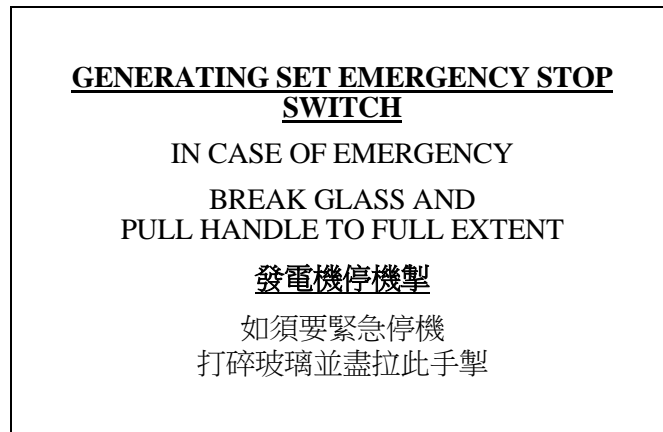 GENERATING SET EMERGENCY STOP
SWITCH
IN CASE OF EMERGENCY
BREAK GLASS AND
PULL HANDLE TO FULL EXTENT
發電機停機掣
如須要緊急停機
打碎玻璃並盡拉此手掣